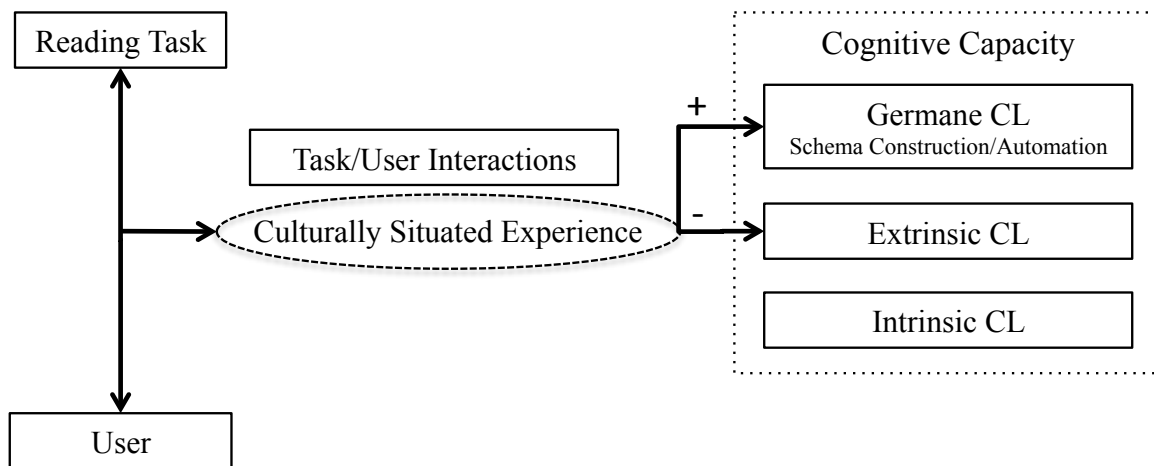 Reading Task
Cognitive Capacity
+
Germane CL
Schema Construction/Automation
Task/User Interactions
-
Culturally Situated Experience
Extrinsic CL
Intrinsic CL
User